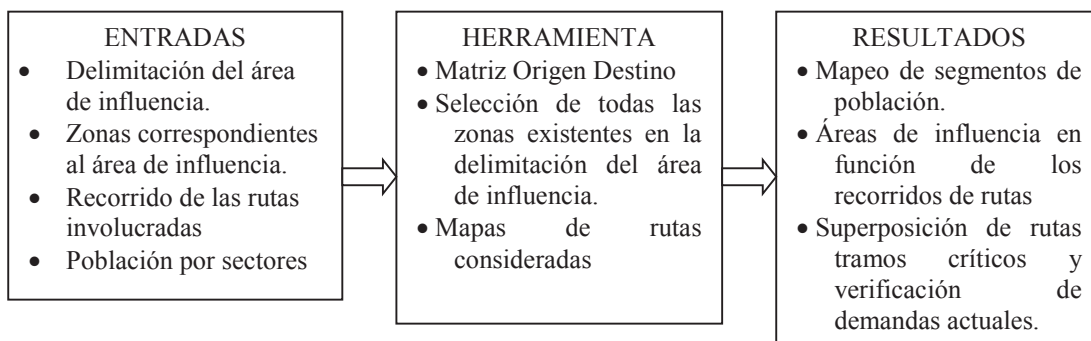 ENTRADAS
• Delimitación del área
de influencia.
• Zonas correspondientes
al área de influencia.
• Recorrido de las rutas
involucradas
• Población por sectores
HERRAMIENTA
• Matriz Origen Destino
• Selección de todas las
zonas existentes en la
delimitación del área
de influencia.
• Mapas de rutas
consideradas
RESULTADOS
• Mapeo de segmentos de
población.
• Áreas de influencia en
función de los
recorridos de rutas
• Superposición de rutas
tramos críticos y
verificación de
demandas actuales.